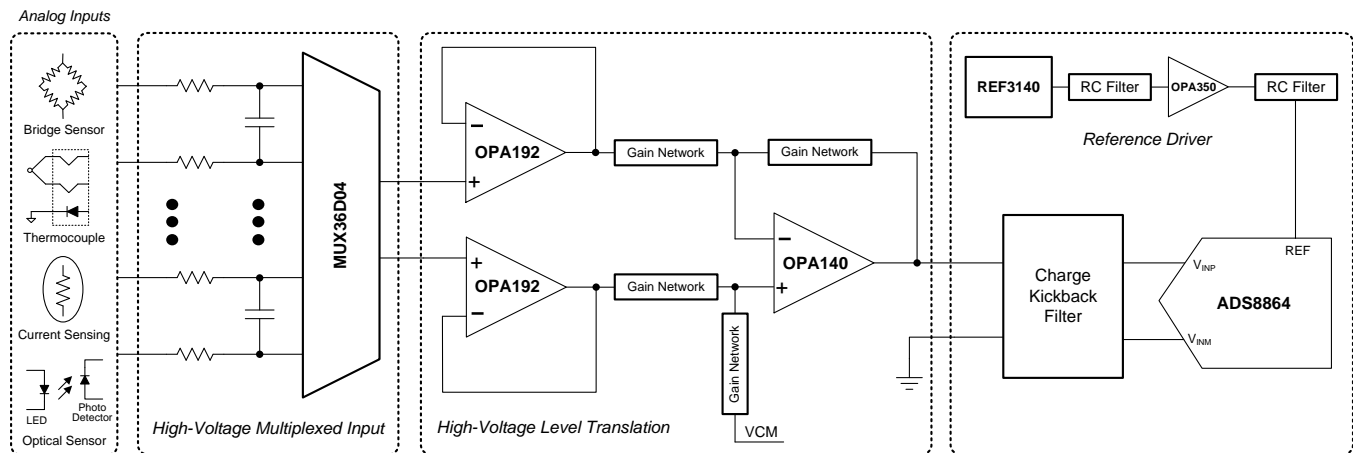 Analog Inputs
Bridge Sensor
Thermocouple
Current Sensing
LED
Photo
Detector
Optical Sensor
MUX36D04
High-Voltage Multiplexed Input
OPA192
OPA192
Gain Network
Gain Network
Gain Network
Gain Network
OPA140
VCM
High-Voltage Level Translation
REF3140
RC Filter
OPA350
RC Filter
Reference Driver
Charge
Kickback
Filter
VINP
VINM
REF
ADS8864